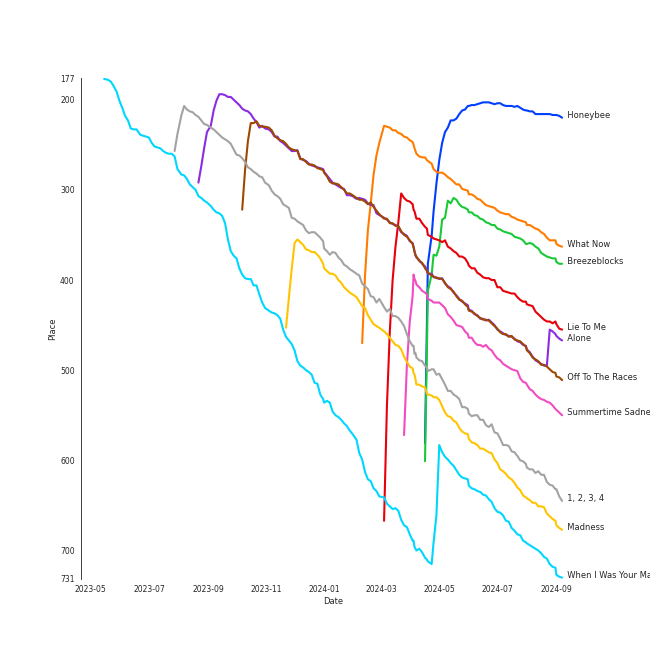 177
200
300
400
500
600
700
731
Place
2023-05
2023-07
2023-09
2023-11
2024-01
2024-03
2024-05
2024-07
2024-09
Date
Honeybee
What Now
Breezeblocks
Lie To Me
Alone
Off To The Races
Summertime Sadne
1, 2, 3, 4
Madness
When I Was Your Ma